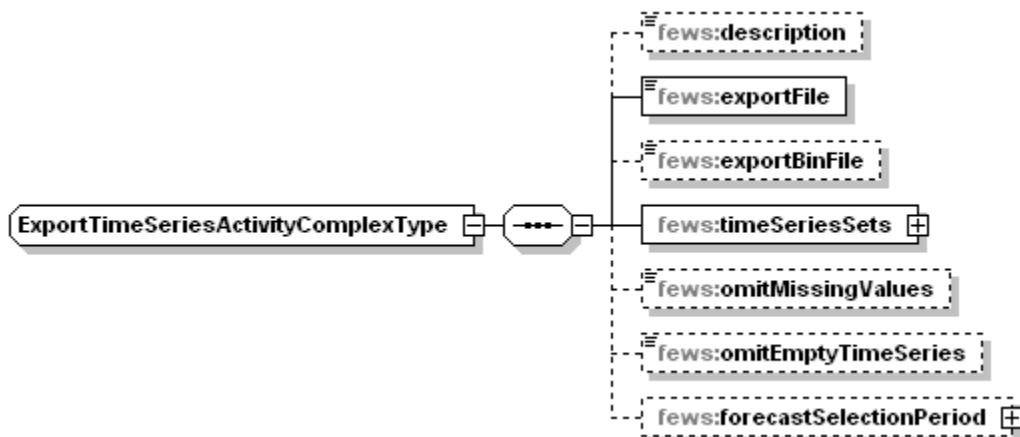 fews:description
fews:exportFile
fews:exportBinFile
ExportTimeSeriesActivityComplexType
fews:timeSeriesSets
fews:omitMissingValues
fews:omitEmptyTimeSeries
fews:forecastSelectionPeriod